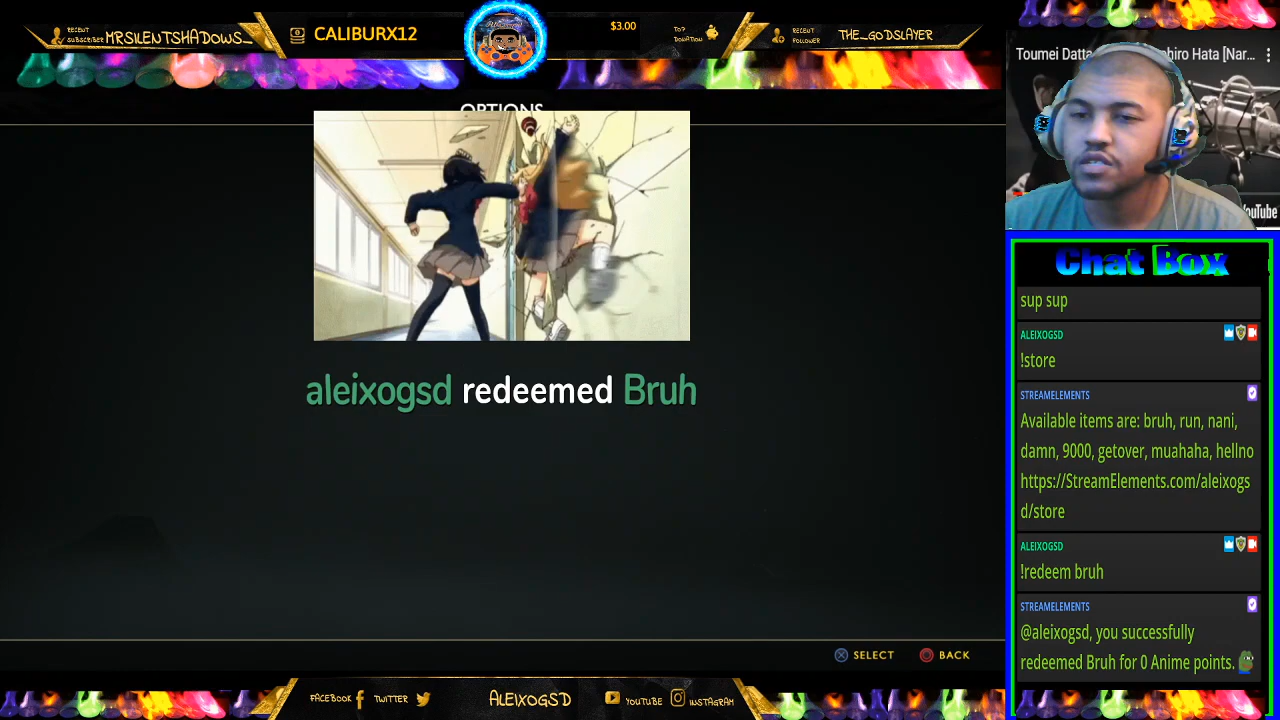 RECENT SUBSCRIBER MRSILENTSHADOWS_
CALIBURX12
$3.00
TOP DONATION
RECENT FOLLOWER THE_GODSLAYER
OPTIONS
aleixogsd redeemed Bruh
SELECT BACK
FACEBOOK TWITTER ALEIXOGSD YOUTUBE INSTAGRAM
Toumei Datta
hiro Hata [Nar...
ouTube
Chat Box
sup sup
ALEIXOGSD
!store
STREAMELEMENTS
Available items are: bruh, run, nani,
damn, 9000, getover, muahaha, hellno
https://StreamElements.com/aleixogs
d/store
ALEIXOGSD
!redeem bruh
STREAMELEMENTS
@aleixogsd, you successfully
redeemed Bruh for 0 Anime points.